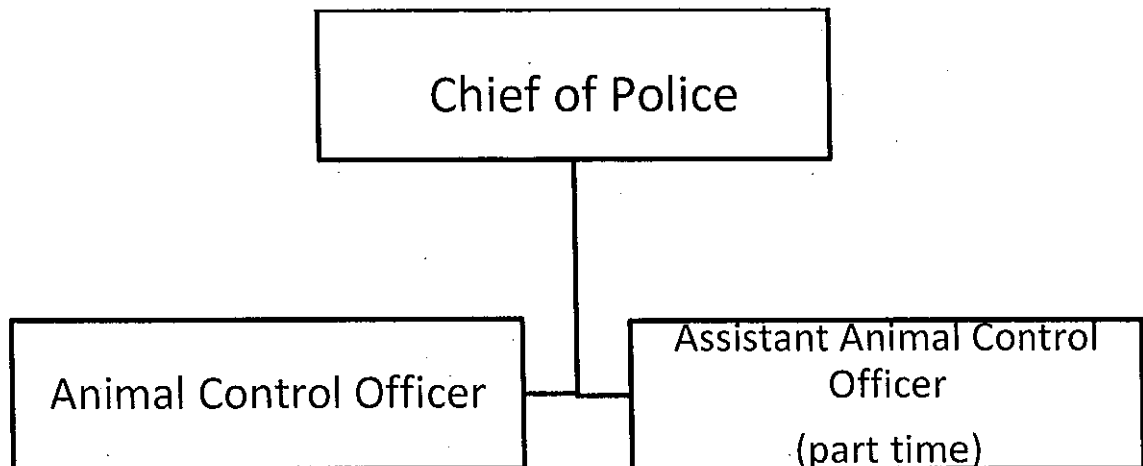 Chief of Police
Animal Control Officer
Assistant Animal Control
Officer
(part time)